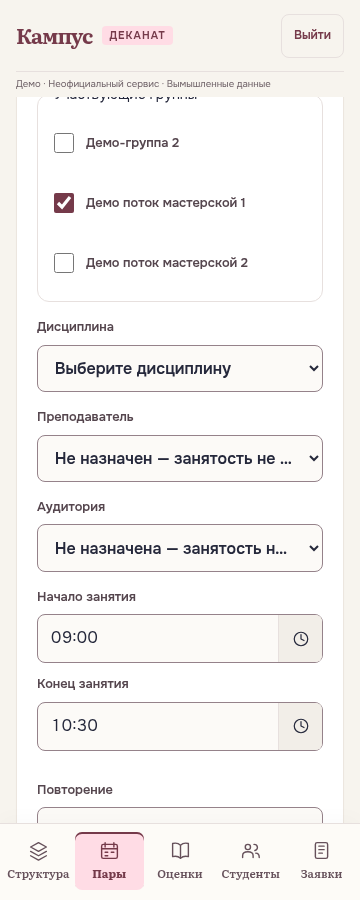 Кампус
ДЕКАНАТ
Выйти
Демо · Неофициальный сервис · Вымышленные данные
Участвующие группы
Демо-группа 2
Демо поток мастерской 1
Демо поток мастерской 2
Дисциплина
Выберите дисциплину
Преподаватель
Не назначен — занятость не ...
Аудитория
Не назначена — занятость н...
Начало занятия
09:00
Конец занятия
10:30
Повторение
Структура
Пары
Оценки
Студенты
Заявки